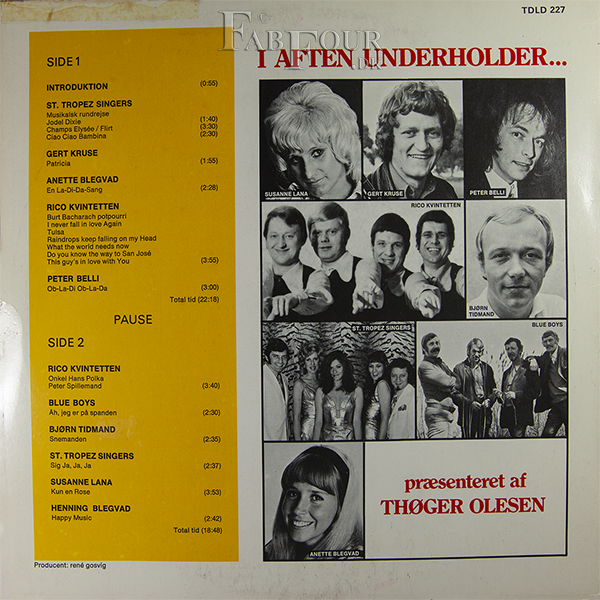 TDLD 227
FABFOUR.DK
I AFTEN UNDERHOLDER...
SIDE 1
INTRODUKTION (0:55)
ST. TROPEZ SINGERS
Musikalsk rundrejse
Jodel Dixie (1:40)
Champs Elysée / Flirt (3:30)
Ciao Ciao Bambina (2:30)
GERT KRUSE
Patricia (1:55)
ANETTE BLEGVAD
En La-Di-Da-Sang (2:28)
RICO KVINTETTEN
Burt Bacharach potpourri
I never fall in love Again
Tulsa
Raindrops keep falling on my Head
What the world needs now
Do you know the way to San José
This guy's in love with You (3:55)
PETER BELLI
Ob-La-Di Ob-La-Da (3:00)
Total tid (22:18)
PAUSE
SIDE 2
RICO KVINTETTEN
Onkel Hans Polka
Peter Spillemand (3:40)
BLUE BOYS
Åh, jeg er på spanden (2:30)
BJØRN TIDMAND
Snemanden (2:35)
ST. TROPEZ SINGERS
Sig Ja, Ja, Ja (2:37)
SUSANNE LANA
Kun en Rose (3:53)
HENNING BLEGVAD
Happy Music (2:42)
Total tid (18:48)
Producent: rené gosvig
SUSANNE LANA
GERT KRUSE
PETER BELLI
RICO KVINTETTEN
BJØRN
TIDMAND
ST. TROPEZ SINGERS
BLUE BOYS
ANETTE BLEGVAD
præsenteret af
THØGER OLESEN